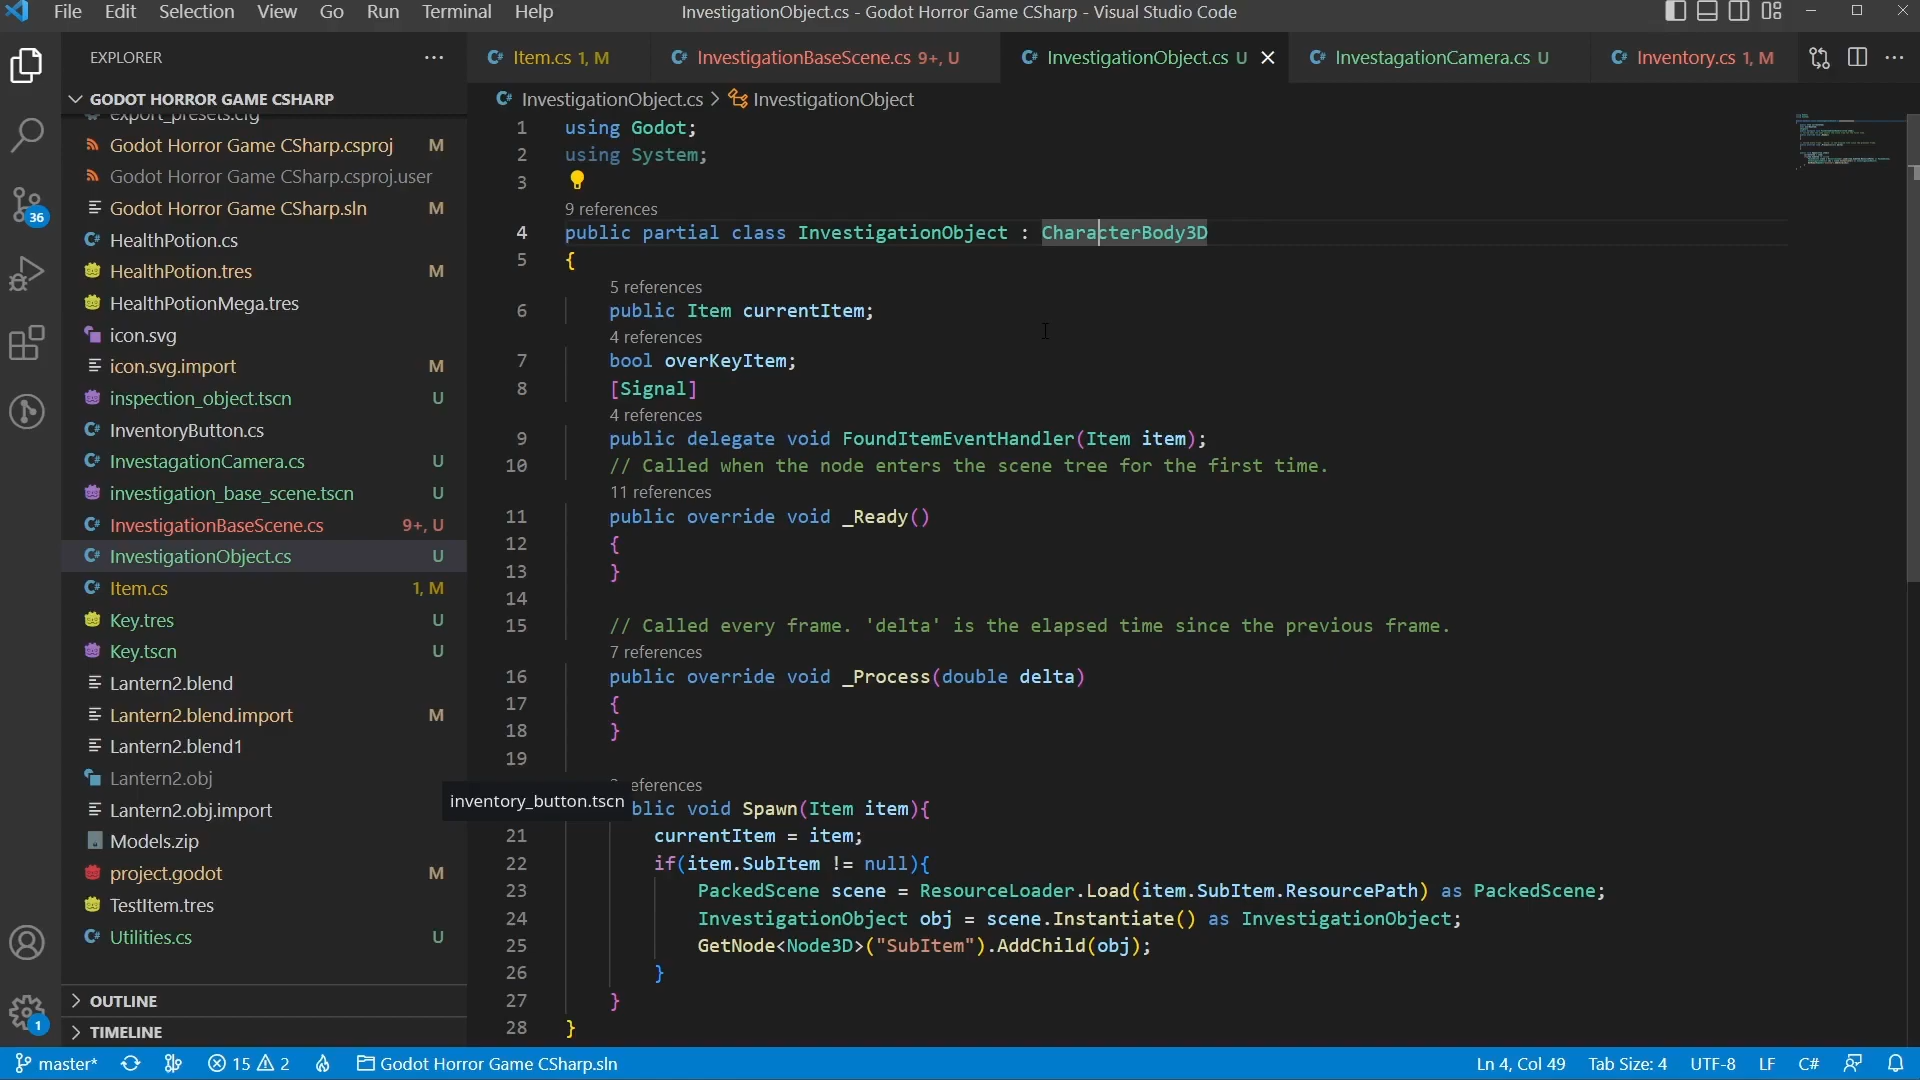 File Edit Selection View Go Run Terminal Help
InvestigationObject.cs - Godot Horror Game CSharp - Visual Studio Code
EXPLORER
GODOT HORROR GAME CSHARP
export_presets.cfg
Godot Horror Game CSharp.csproj M
Godot Horror Game CSharp.csproj.user
Godot Horror Game CSharp.sln M
HealthPotion.cs
HealthPotion.tres M
HealthPotionMega.tres
icon.svg
icon.svg.import M
inspection_object.tscn U
InventoryButton.cs
InvestagationCamera.cs U
investigation_base_scene.tscn U
InvestigationBaseScene.cs 9+, U
InvestigationObject.cs U
Item.cs 1, M
Key.tres U
Key.tscn U
Lantern2.blend
Lantern2.blend.import M
Lantern2.blend1
Lantern2.obj
Lantern2.obj.import
Models.zip
project.godot M
TestItem.tres
Utilities.cs U
OUTLINE
TIMELINE
36
1
inventory_button.tscn
Item.cs 1, M
InvestigationBaseScene.cs 9+, U
InvestigationObject.cs U
InvestagationCamera.cs U
Inventory.cs 1, M
InvestigationObject.cs > InvestigationObject
1 using Godot;
2 using System;
3
9 references
4 public partial class InvestigationObject : CharacterBody3D
5 {
5 references
6 public Item currentItem;
4 references
7 bool overKeyItem;
8 [Signal]
4 references
9 public delegate void FoundItemEventHandler(Item item);
10 // Called when the node enters the scene tree for the first time.
11 references
11 public override void _Ready()
12 {
13 }
14
15 // Called every frame. 'delta' is the elapsed time since the previous frame.
7 references
16 public override void _Process(double delta)
17 {
18 }
19
eferences
blic void Spawn(Item item){
21 currentItem = item;
22 if(item.SubItem != null){
23 PackedScene scene = ResourceLoader.Load(item.SubItem.ResourcePath) as PackedScene;
24 InvestigationObject obj = scene.Instantiate() as InvestigationObject;
25 GetNode<Node3D>("SubItem").AddChild(obj);
26 }
27 }
28 }
master* 15 2 Godot Horror Game CSharp.sln
Ln 4, Col 49 Tab Size: 4 UTF-8 LF C#